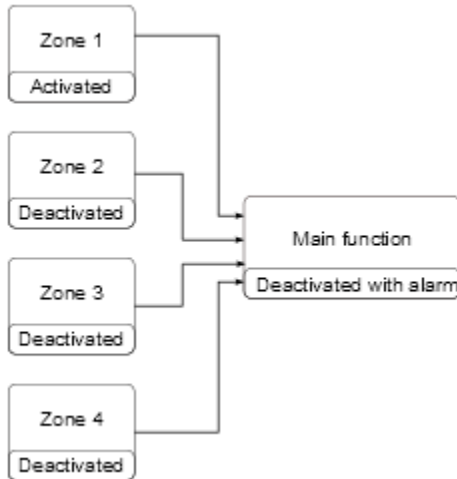 Zone 1
Activated
Zone 2
Deactivated
Zone 3
Deactivated
Zone 4
Deactivated
Main function
Deactivated with alarm